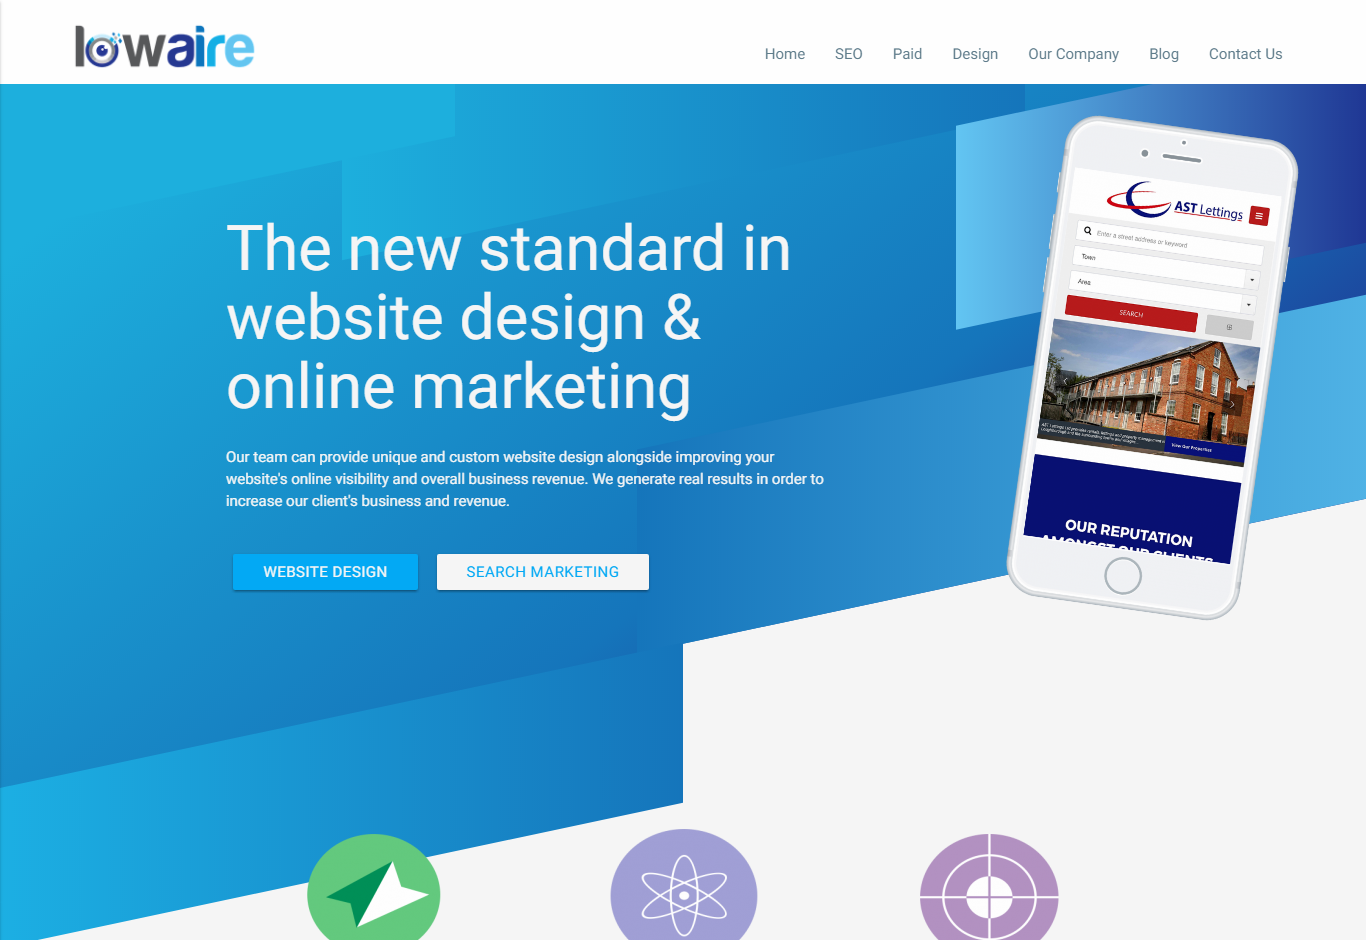 lowaire
Home SEO Paid Design Our Company Blog Contact Us
The new standard in
website design &
online marketing
Our team can provide unique and custom website design alongside improving your
website's online visibility and overall business revenue. We generate real results in order to
increase our client's business and revenue.
WEBSITE DESIGN SEARCH MARKETING
AST Lettings
Enter a street address or keyword
Town
Area
SEARCH
View Our Properties
OUR REPUTATION
AMONGST OUR CLIENTS